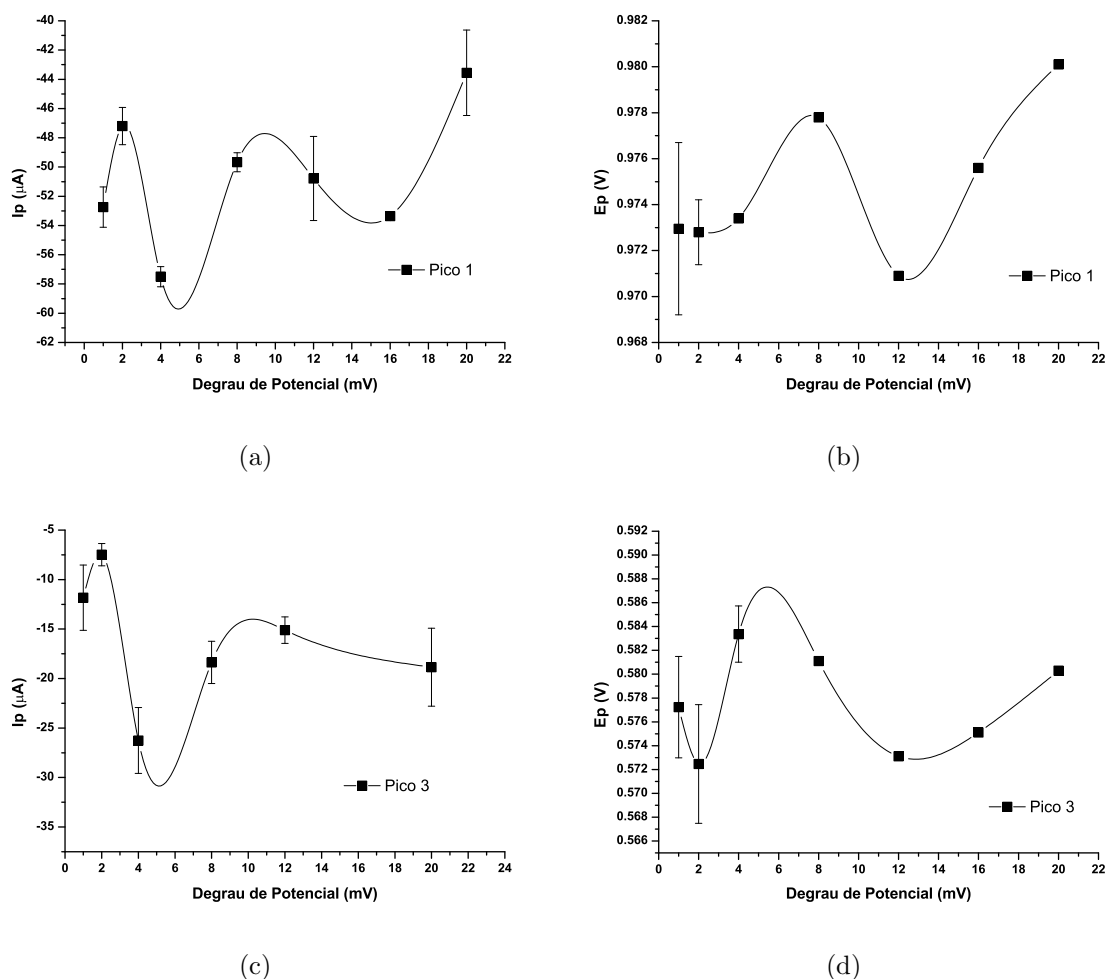 -40
-42
-44
-46
-48
-50
-52
-54
-56
-58
-60
-62
Ip (μA)
0 2 4 6 8 10 12 14 16 18 20 22
Degrau de Potencial (mV)
Pico 1
(a)
0.982
0.980
0.978
0.976
0.974
0.972
0.970
0.968
Ep (V)
0 2 4 6 8 10 12 14 16 18 20 22
Degrau de Potencial (mV)
Pico 1
(b)
-5
-10
-15
-20
-25
-30
-35
Ip (μA)
0 2 4 6 8 10 12 14 16 18 20 22 24
Degrau de Potencial (mV)
Pico 3
(c)
0.592
0.590
0.588
0.586
0.584
0.582
0.580
0.578
0.576
0.574
0.572
0.570
0.568
0.566
Ep (V)
0 2 4 6 8 10 12 14 16 18 20 22
Degrau de Potencial (mV)
Pico 3
(d)